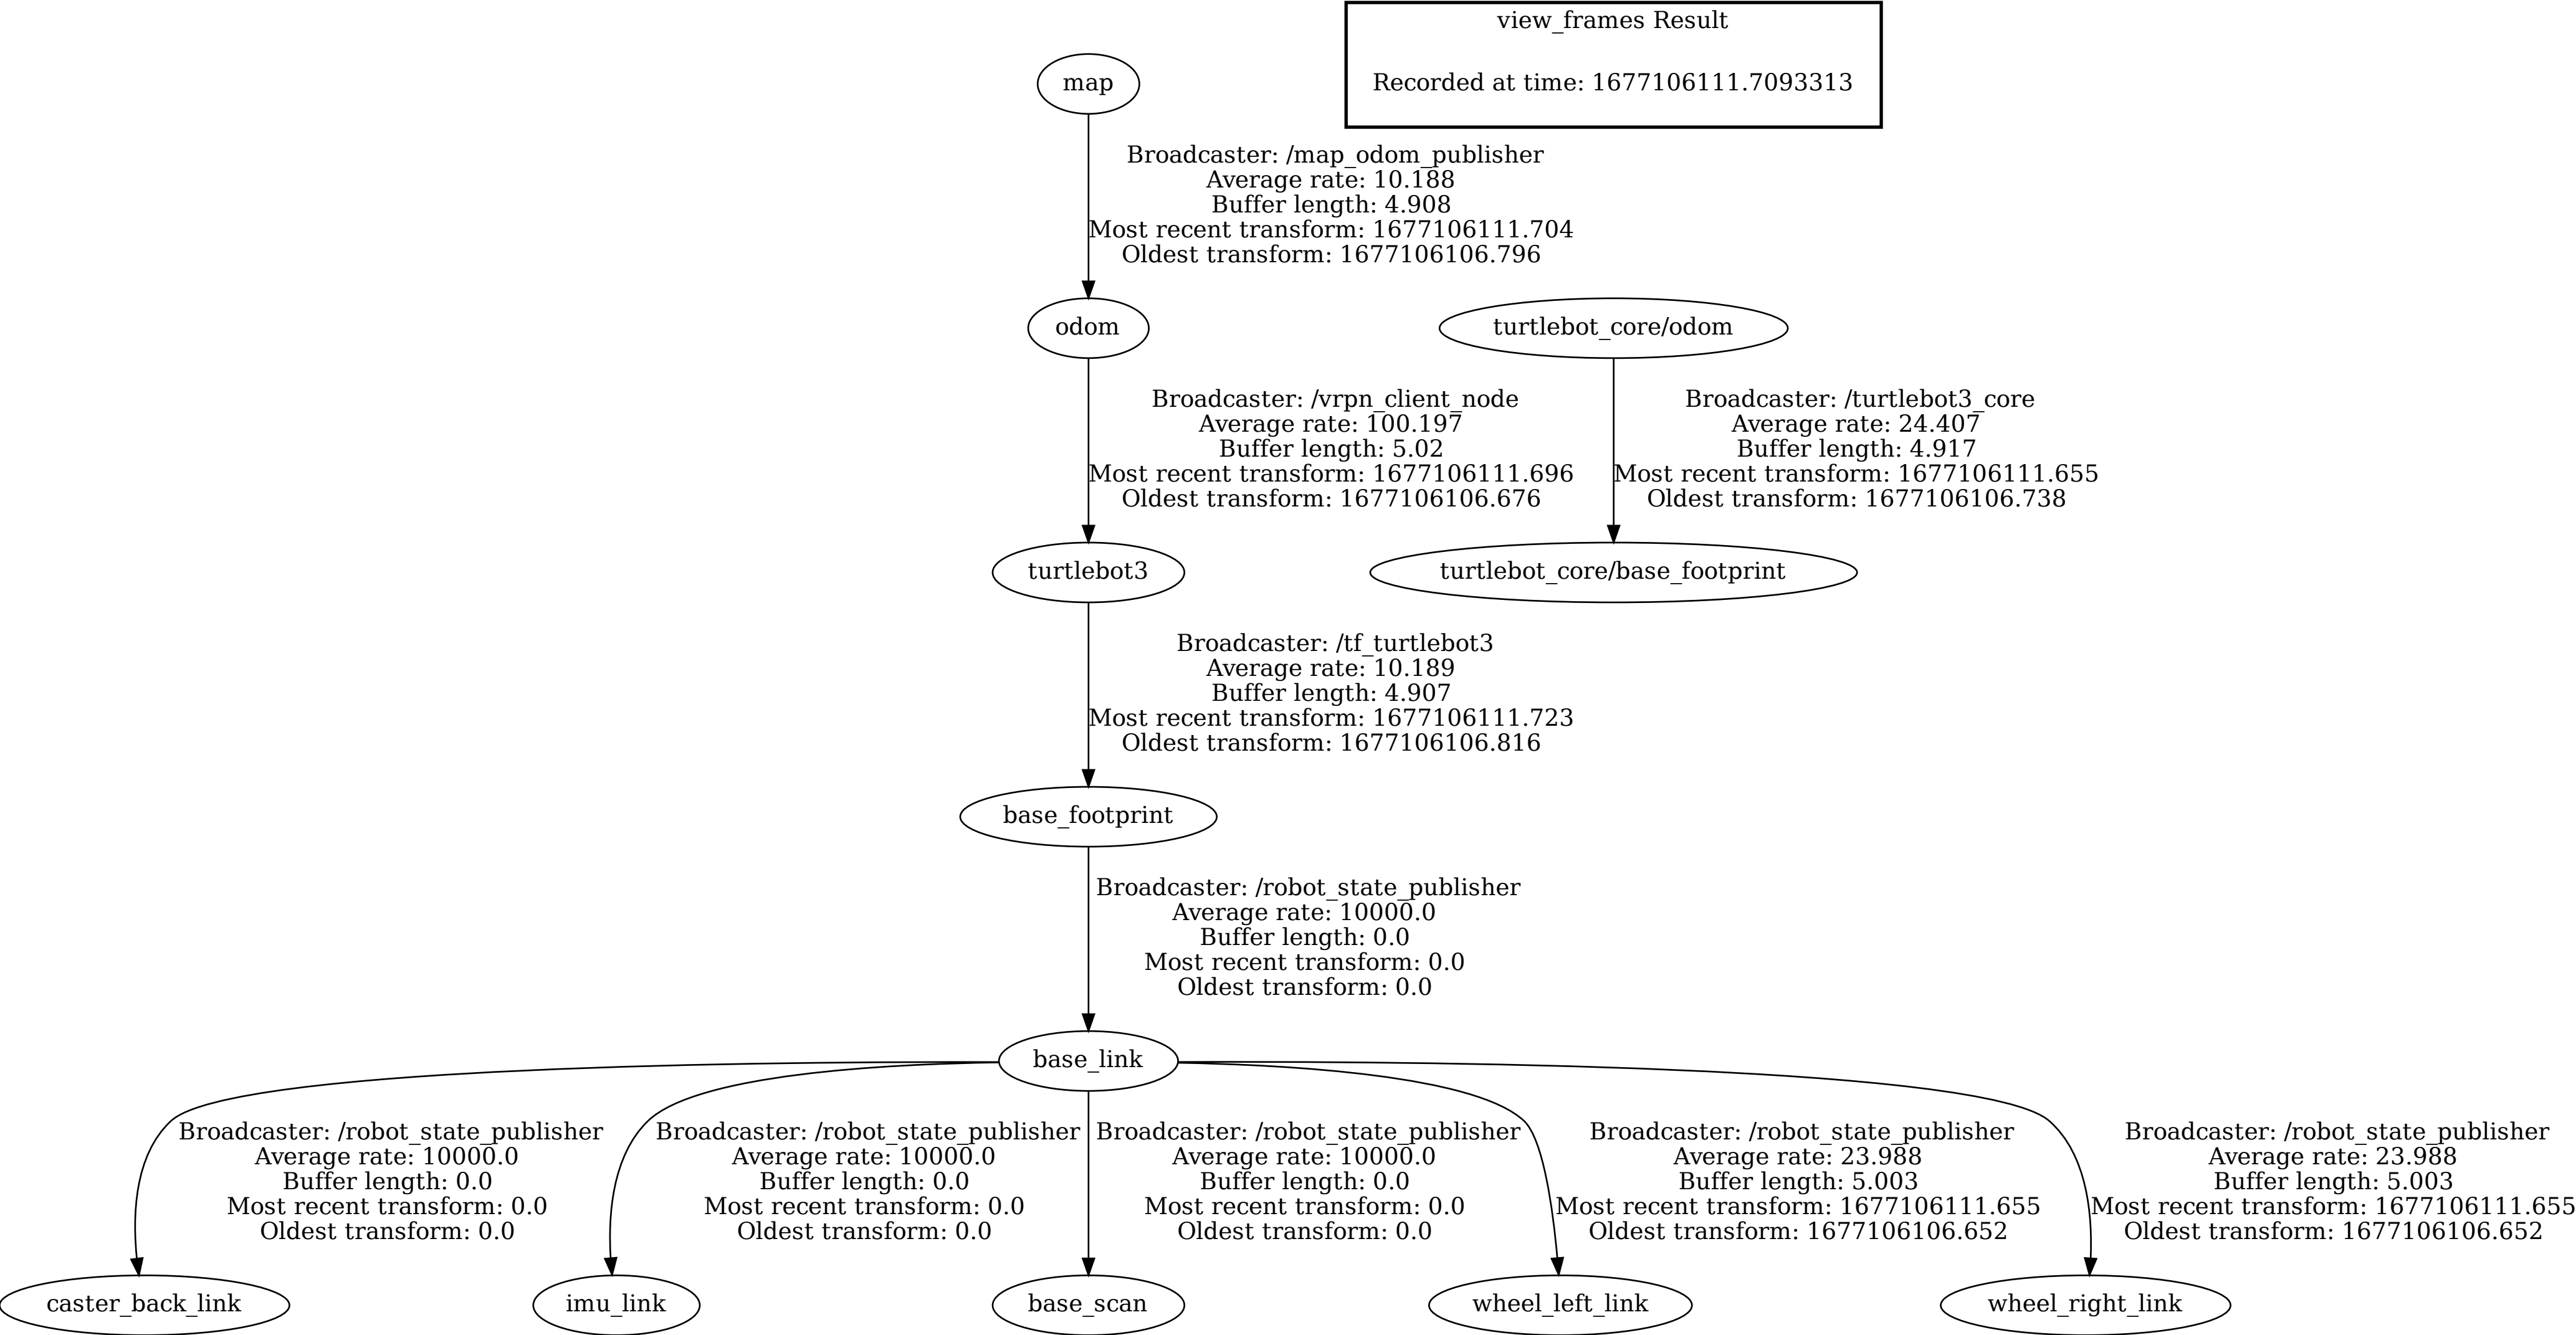 view_frames Result
Recorded at time: 1677106111.7093313
map
Broadcaster: /map_odom_publisher
Average rate: 10.188
Buffer length: 4.908
Most recent transform: 1677106111.704
Oldest transform: 1677106106.796
odom
turtlebot_core/odom
Broadcaster: /vrpn_client_node
Average rate: 100.197
Buffer length: 5.02
Most recent transform: 1677106111.696
Oldest transform: 1677106106.676
Broadcaster: /turtlebot3_core
Average rate: 24.407
Buffer length: 4.917
Most recent transform: 1677106111.655
Oldest transform: 1677106106.738
turtlebot3
turtlebot_core/base_footprint
Broadcaster: /tf_turtlebot3
Average rate: 10.189
Buffer length: 4.907
Most recent transform: 1677106111.723
Oldest transform: 1677106106.816
base_footprint
Broadcaster: /robot_state_publisher
Average rate: 10000.0
Buffer length: 0.0
Most recent transform: 0.0
Oldest transform: 0.0
base_link
Broadcaster: /robot_state_publisher
Average rate: 10000.0
Buffer length: 0.0
Most recent transform: 0.0
Oldest transform: 0.0
Broadcaster: /robot_state_publisher
Average rate: 10000.0
Buffer length: 0.0
Most recent transform: 0.0
Oldest transform: 0.0
Broadcaster: /robot_state_publisher
Average rate: 10000.0
Buffer length: 0.0
Most recent transform: 0.0
Oldest transform: 0.0
Broadcaster: /robot_state_publisher
Average rate: 23.988
Buffer length: 5.003
Most recent transform: 1677106111.655
Oldest transform: 1677106106.652
Broadcaster: /robot_state_publisher
Average rate: 23.988
Buffer length: 5.003
Most recent transform: 1677106111.655
Oldest transform: 1677106106.652
caster_back_link
imu_link
base_scan
wheel_left_link
wheel_right_link